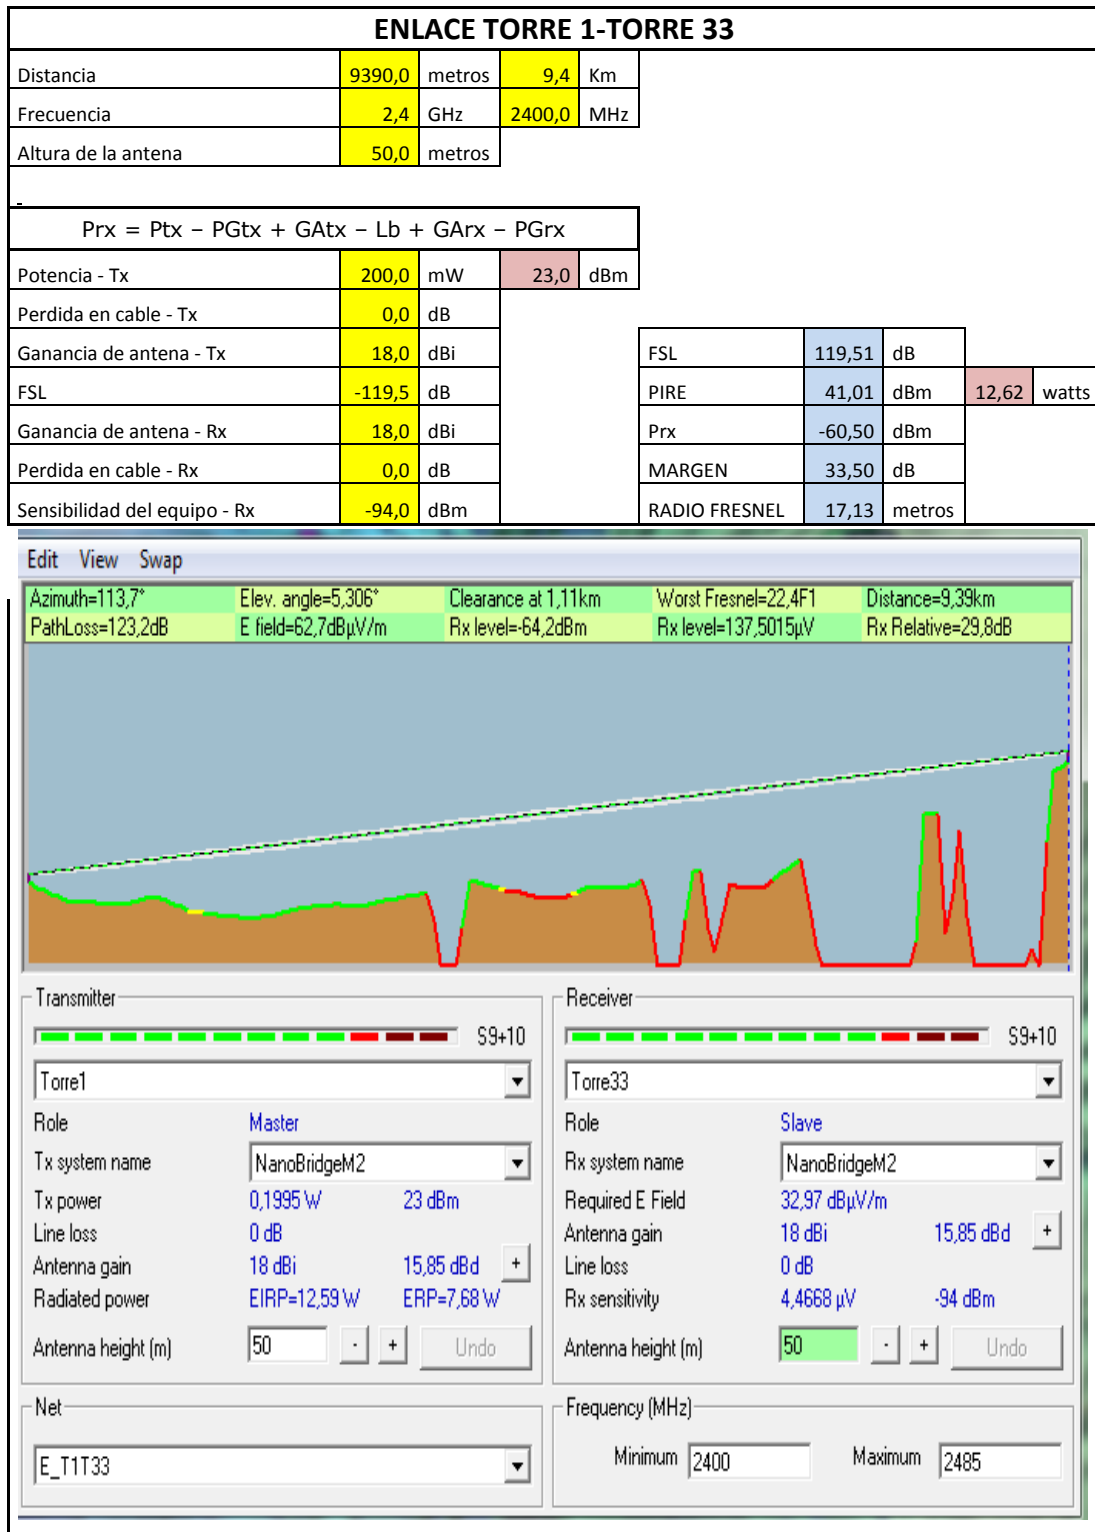 ENLACE TORRE 1-TORRE 33
Distancia 9390,0 metros 9,4 Km
Frecuencia 2,4 GHz 2400,0 MHz
Altura de la antena 50,0 metros
-
Prx = Ptx − PGtx + GAtx − Lb + GArx − PGrx
Potencia - Tx 200,0 mW 23,0 dBm
Perdida en cable - Tx 0,0 dB
Ganancia de antena - Tx 18,0 dBi FSL 119,51 dB
FSL -119,5 dB PIRE 41,01 dBm 12,62 watts
Ganancia de antena - Rx 18,0 dBi Prx -60,50 dBm
Perdida en cable - Rx 0,0 dB MARGEN 33,50 dB
Sensibilidad del equipo - Rx -94,0 dBm RADIO FRESNEL 17,13 metros
Edit View Swap
Azimuth=113,7° Elev. angle=5,306° Clearance at 1,11km Worst Fresnel=22,4F1 Distance=9,39km
PathLoss=123,2dB E field=62,7dBµV/m Rx level=-64,2dBm Rx level=137,5015µV Rx Relative=29,8dB
Transmitter
S9+10
Torre1
Role Master
Tx system name NanoBridgeM2
Tx power 0,1995 W 23 dBm
Line loss 0 dB
Antenna gain 18 dBi 15,85 dBd +
Radiated power EIRP=12,59 W ERP=7,68 W
Antenna height (m) 50 - + Undo
Receiver
S9+10
Torre33
Role Slave
Rx system name NanoBridgeM2
Required E Field 32,97 dBµV/m
Antenna gain 18 dBi 15,85 dBd +
Line loss 0 dB
Rx sensitivity 4,4668 µV -94 dBm
Antenna height (m) 50 - + Undo
Net
E_T1T33
Frequency (MHz)
Minimum 2400 Maximum 2485